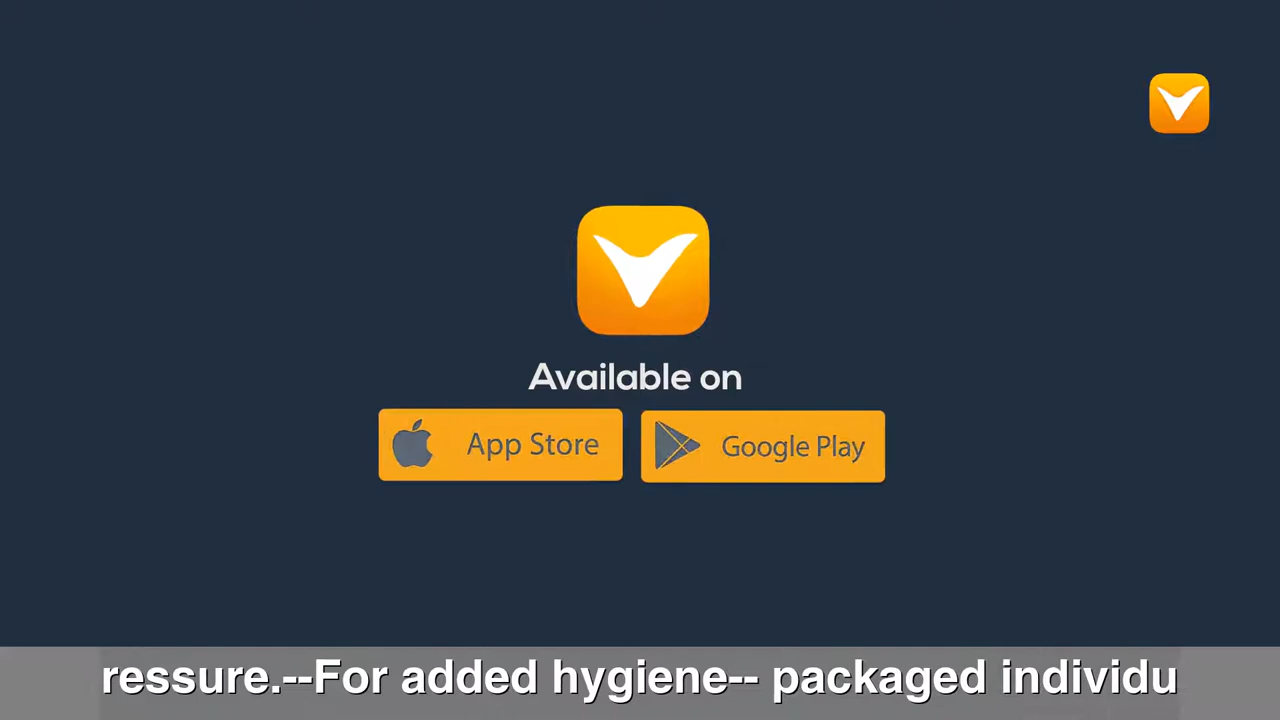 Available on
App Store
Google Play
ressure.--For added hygiene-- packaged individu